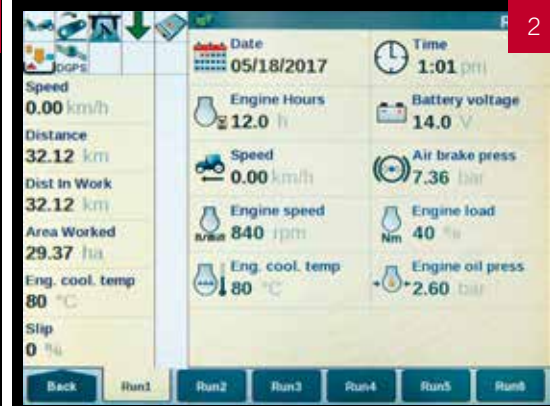 2
DGPS
Speed
0.00 km/h
Distance
32.12 km
Dist In Work
32.12 km
Area Worked
29.37 ha
Eng. cool. temp
80 °C
Slip
0 %
Date
05/18/2017
Time
1:01 pm
Engine Hours
12.0 h
Battery voltage
14.0 V
Speed
0.00 km/h
Air brake press
7.36 bar
Engine speed
n/min 840 rpm
Engine load
Nm 40 %
Eng. cool. temp
80 °C
Engine oil press
2.60 bar
Back Run1 Run2 Run3 Run4 Run5 Run6